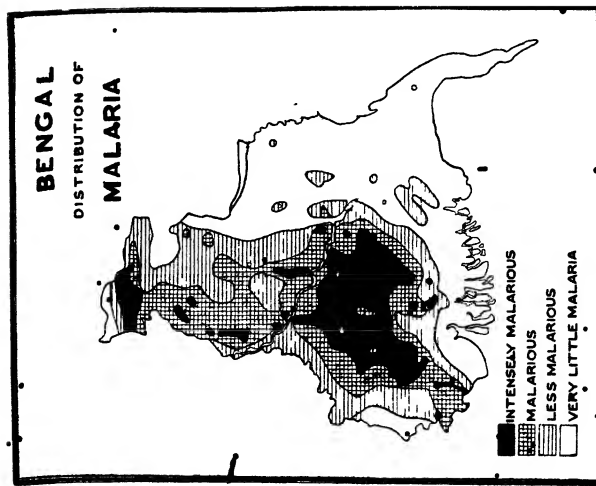 BENGAL
DISTRIBUTION OF
MALARIA
INTENSELY MALARIOUS
MALARIOUS
LESS MALARIOUS
VERY LITTLE MALARIA